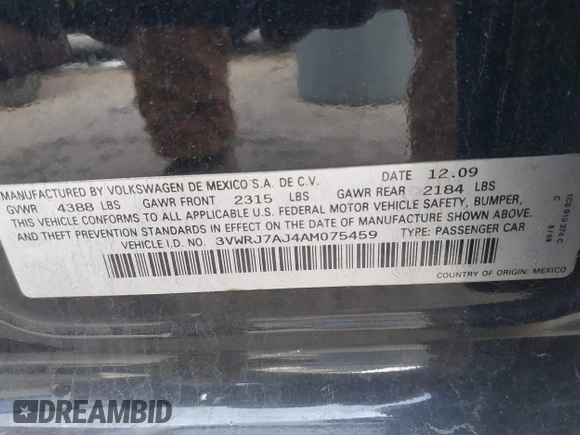 MANUFACTURED BY VOLKSWAGEN DE MEXICO S.A. DE C.V. DATE 12.09
GVWR 4388 LBS GAWR FRONT 2315 LBS GAWR REAR 2184 LBS
THIS VEHICLE CONFORMS TO ALL APPLICABLE U.S. FEDERAL MOTOR VEHICLE SAFETY, BUMPER,
AND THEFT PREVENTION STANDARDS IN EFFECT ON THE DATE OF MANUFACTURE SHOWN ABOVE.
VEHICLE I.D. NO. 3VWRJ7AJ4AM075459 TYPE: PASSENGER CAR
COUNTRY OF ORIGIN: MEXICO
C
DREAMBID